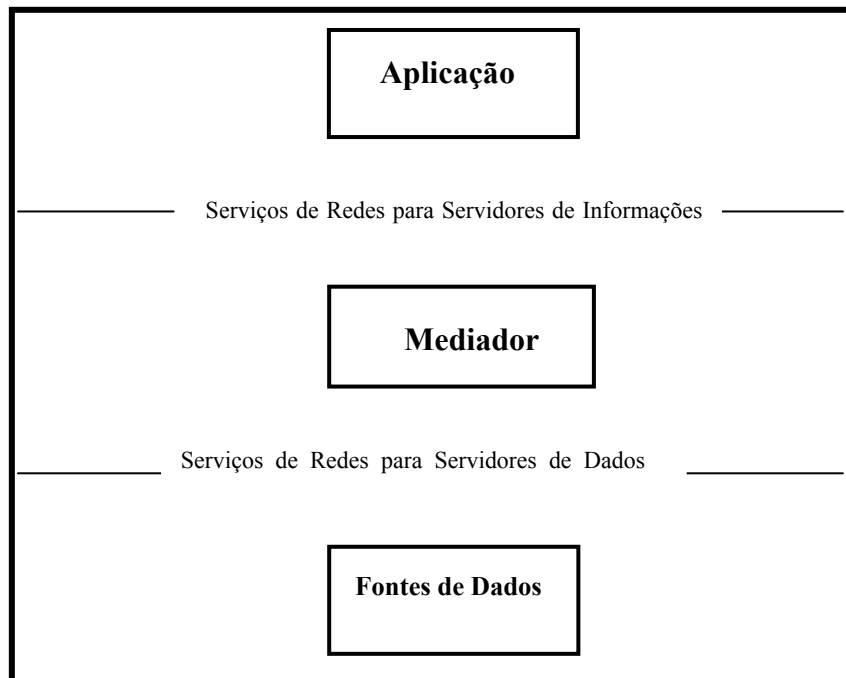 Aplicação
Serviços de Redes para Servidores de Informações
Mediador
Serviços de Redes para Servidores de Dados
Fontes de Dados